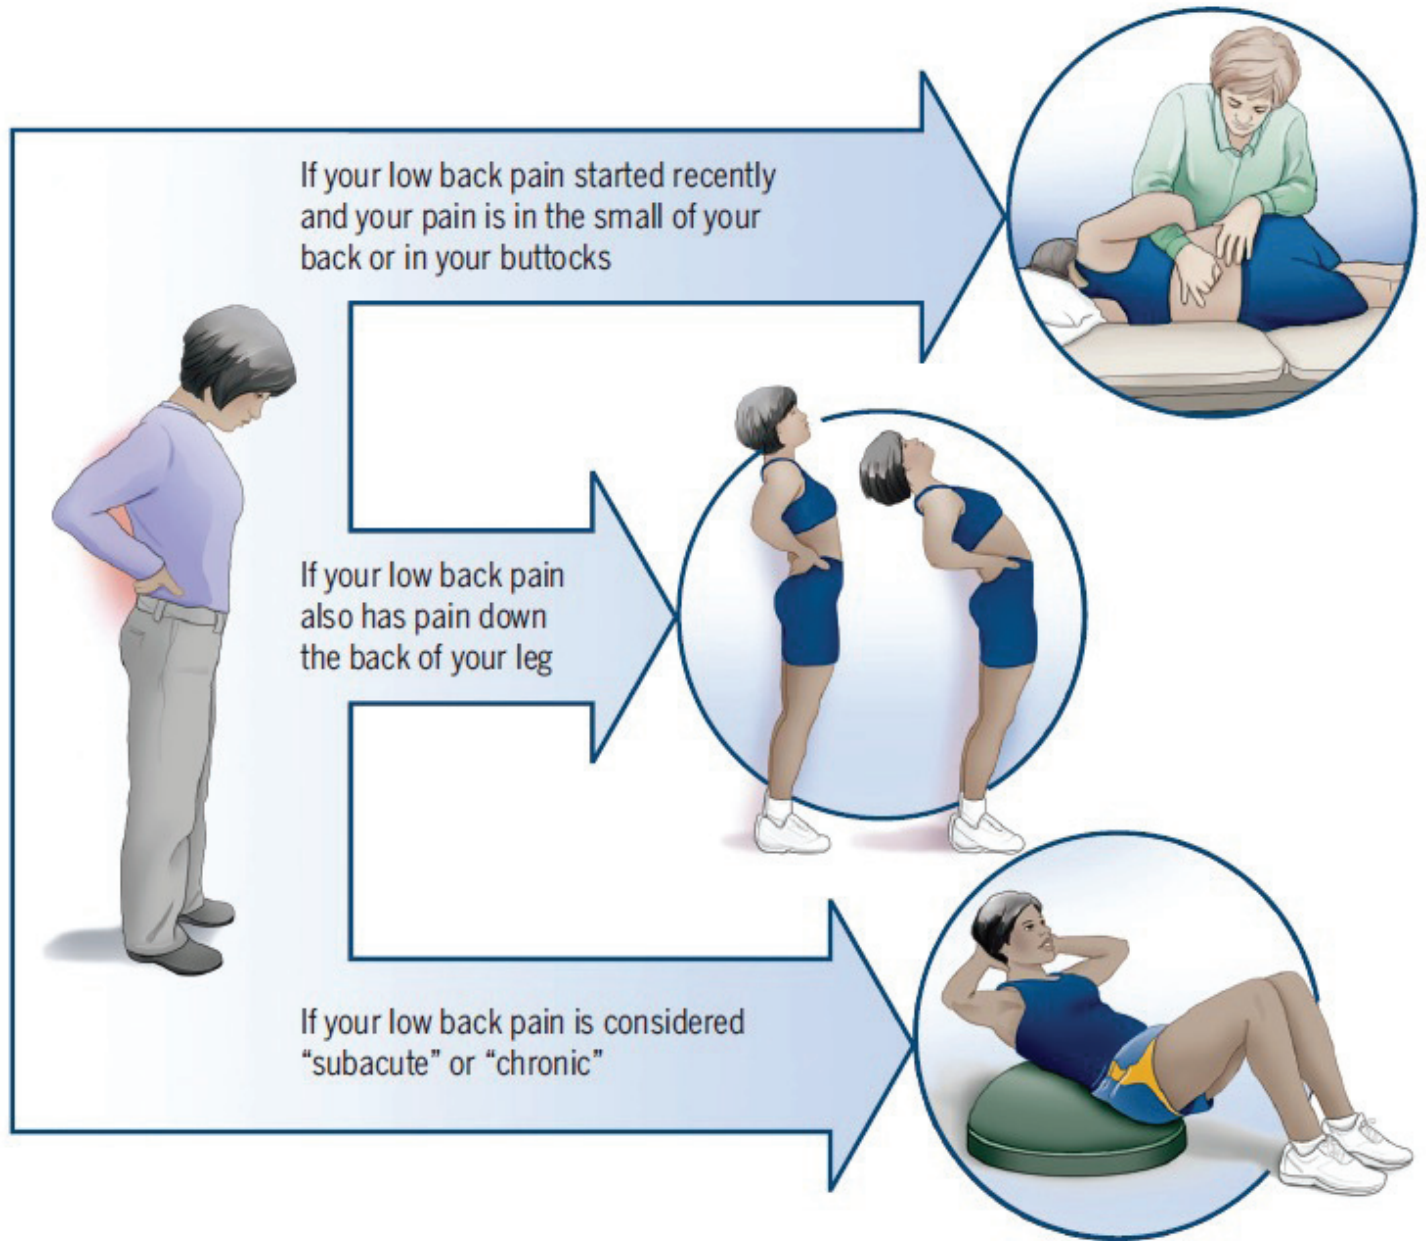 If your low back pain started recently
and your pain is in the small of your
back or in your buttocks
If your low back pain
also has pain down
the back of your leg
If your low back pain is considered
“subacute” or “chronic”